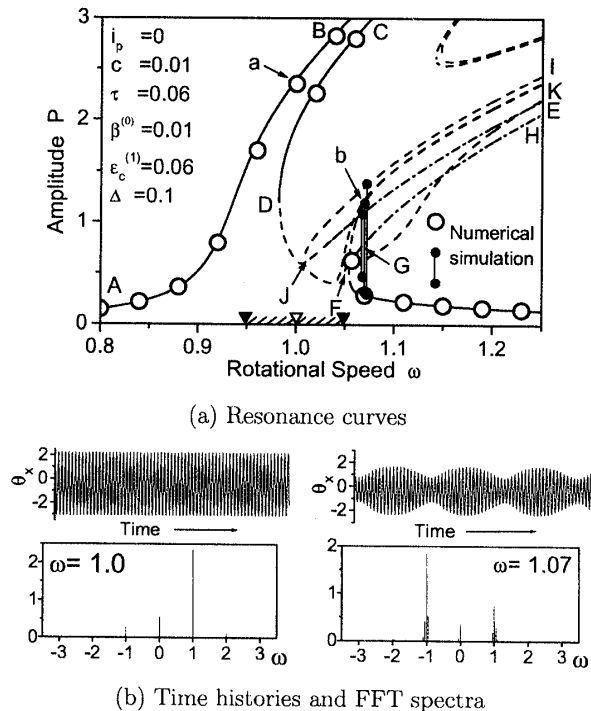 3
2
1
0
Amplitude P
i_p =0
c =0.01
τ =0.06
β^(0)=0.01
ε_c^(1)=0.06
Δ =0.1
A
a
B
C
D
b
J
F
G
I
K
E
H
Numerical
simulation
0.8 0.9 1.0 1.1 1.2
Rotational Speed ω
(a) Resonance curves
θ_x
2
0
-2
Time
2
1
0
ω= 1.0
-3 -2 -1 0 1 2 3 ω
θ_x
2
0
-2
Time
2
1
0
ω= 1.07
-3 -2 -1 0 1 2 3 ω
(b) Time histories and FFT spectra